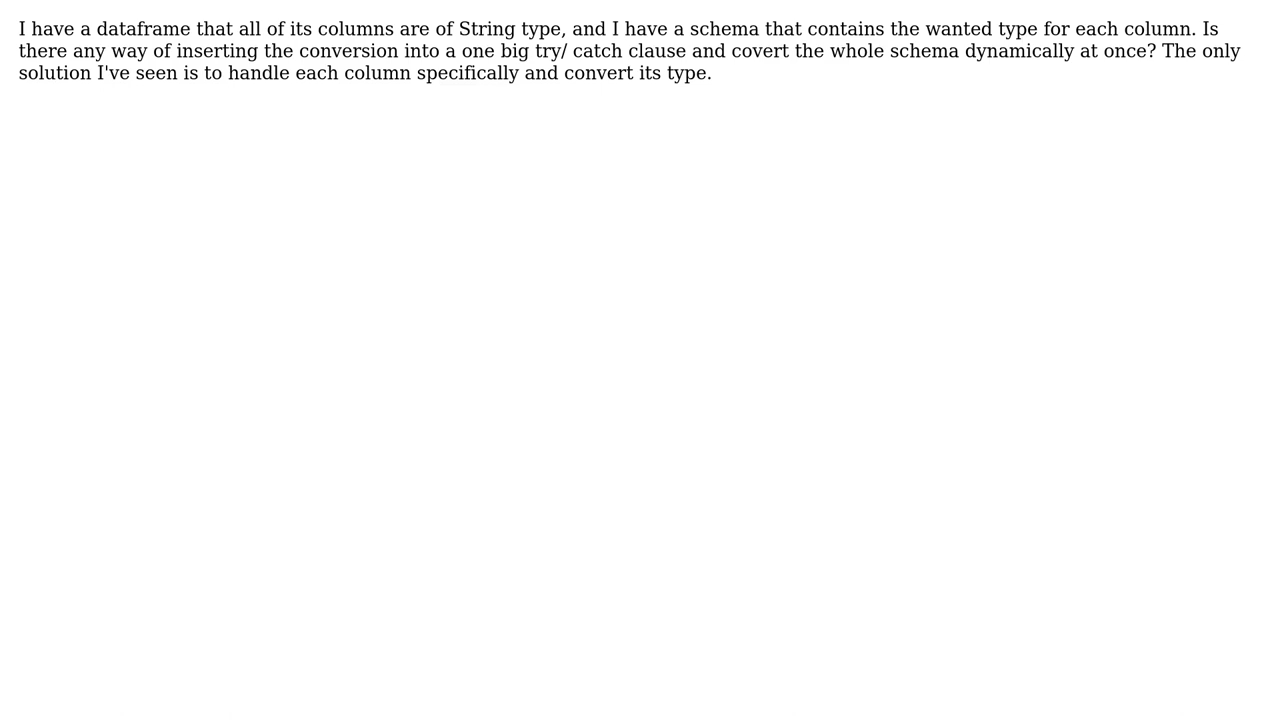 I have a dataframe that all of its columns are of String type, and I have a schema that contains the wanted type for each column. Is
there any way of inserting the conversion into a one big try/ catch clause and covert the whole schema dynamically at once? The only
solution I've seen is to handle each column specifically and convert its type.